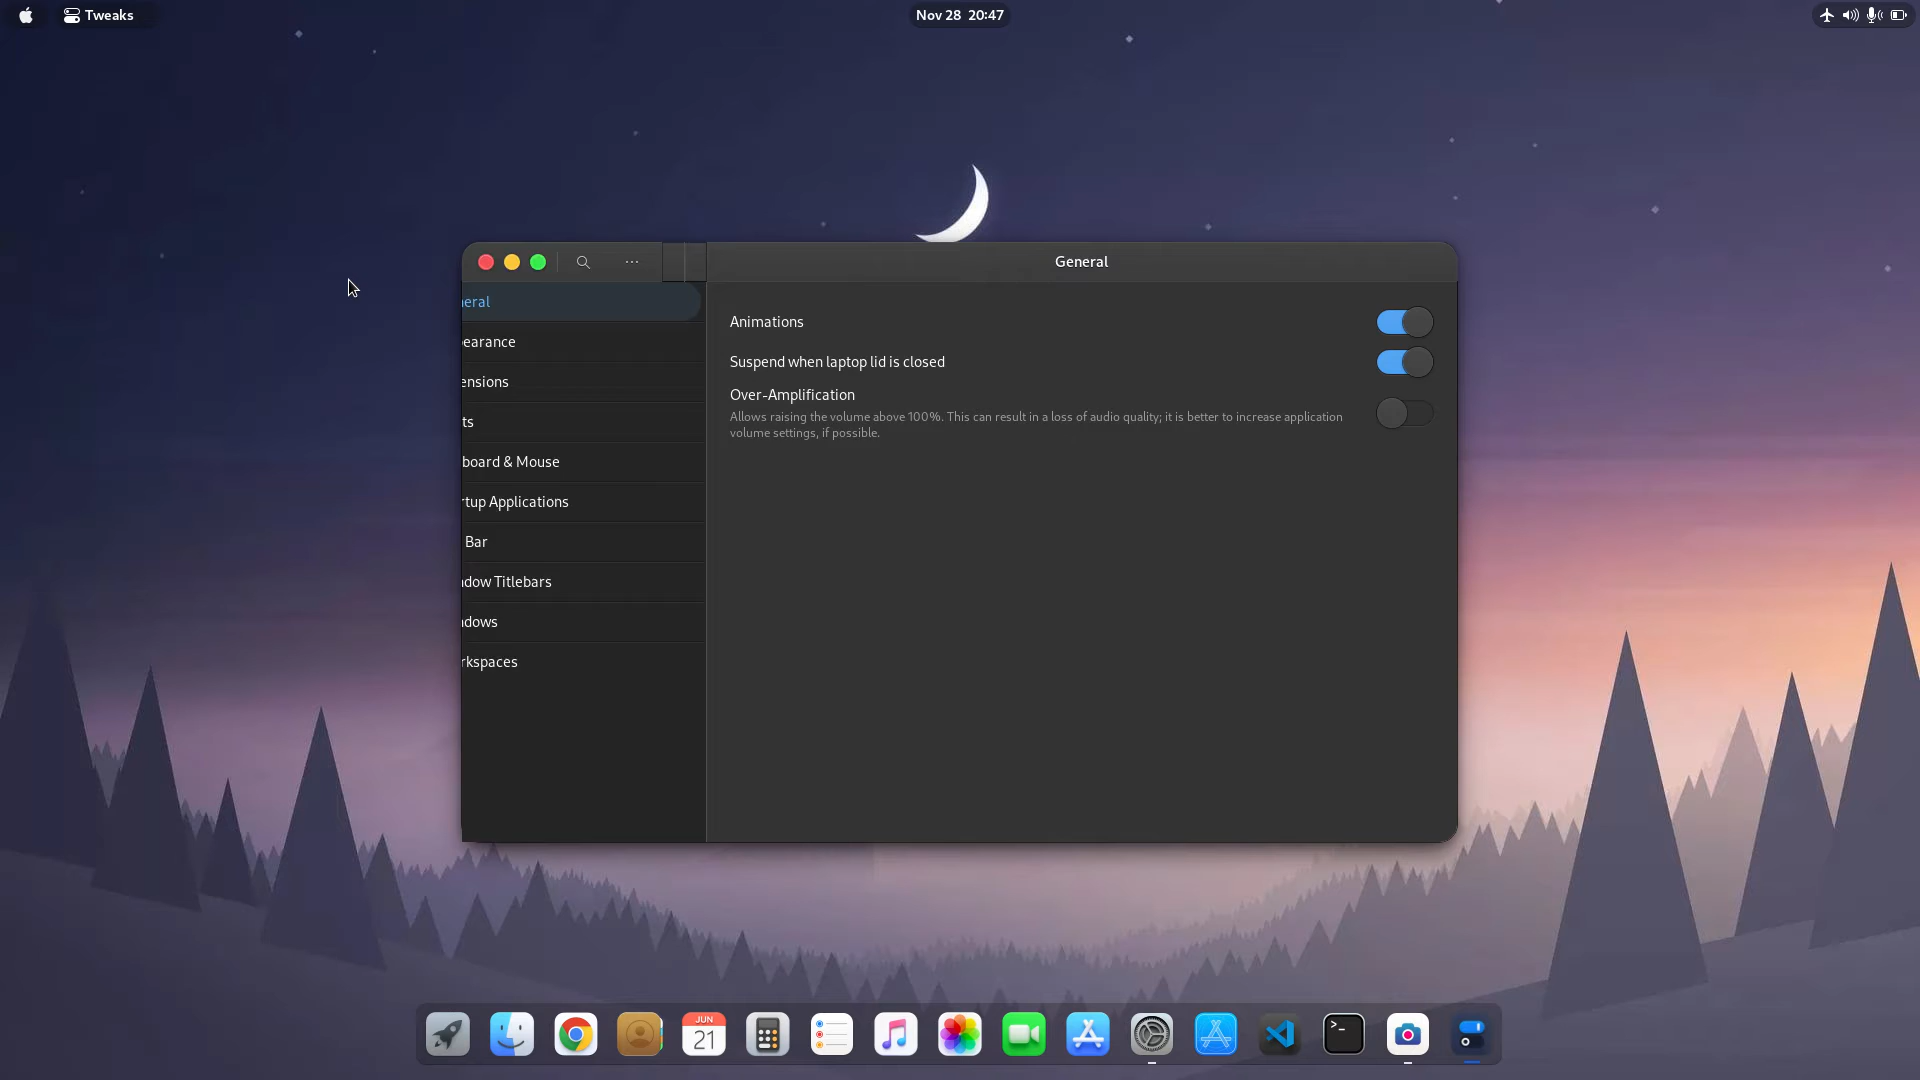 Tweaks
Nov 28 20:47
General
eral
earance
ensions
ts
board & Mouse
rtup Applications
Bar
dow Titlebars
dows
rkspaces
Animations
Suspend when laptop lid is closed
Over-Amplification
Allows raising the volume above 100%. This can result in a loss of audio quality; it is better to increase application
volume settings, if possible.
JUN
21
>-